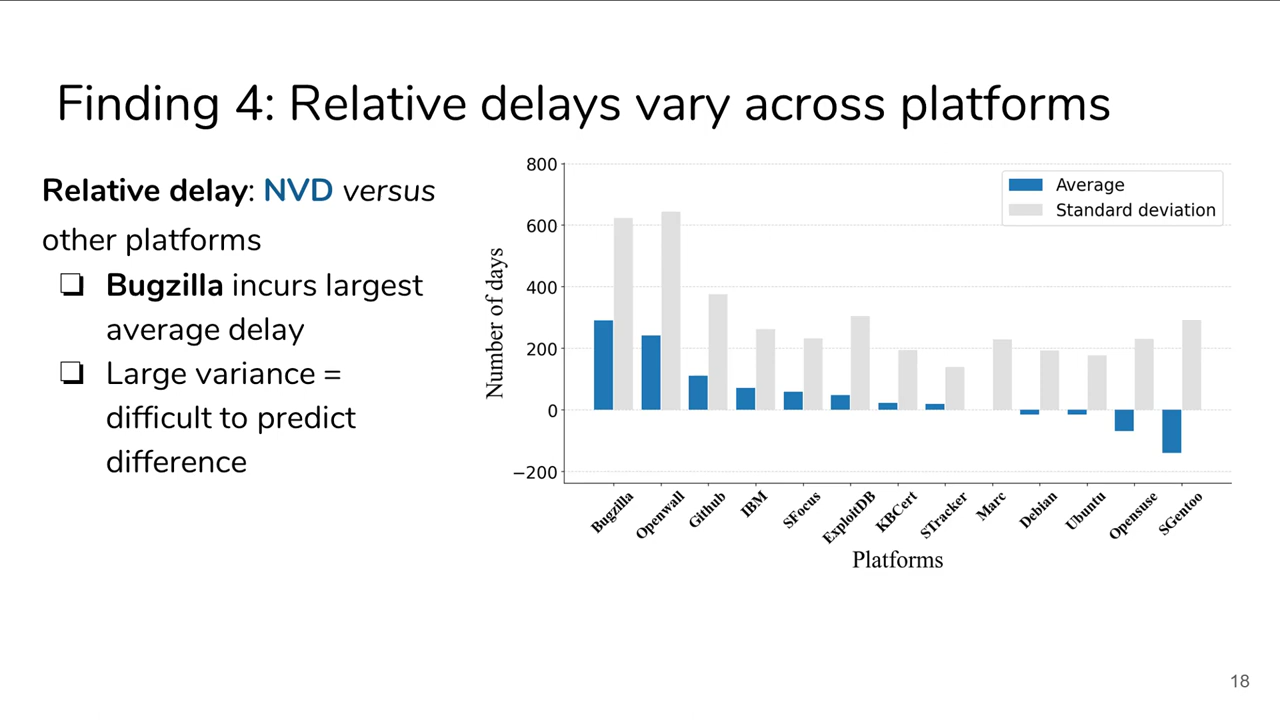 Finding 4: Relative delays vary across platforms
Relative delay: NVD versus
other platforms
❏ Bugzilla incurs largest
average delay
❏ Large variance =
difficult to predict
difference
800
600
400
200
0
−200
Number of days
Average
Standard deviation
Bugzilla
Openwall
Github
IBM
SFocus
ExploitDB
KBCert
STracker
Marc
Debian
Ubuntu
Opensuse
SGentoo
Platforms
18